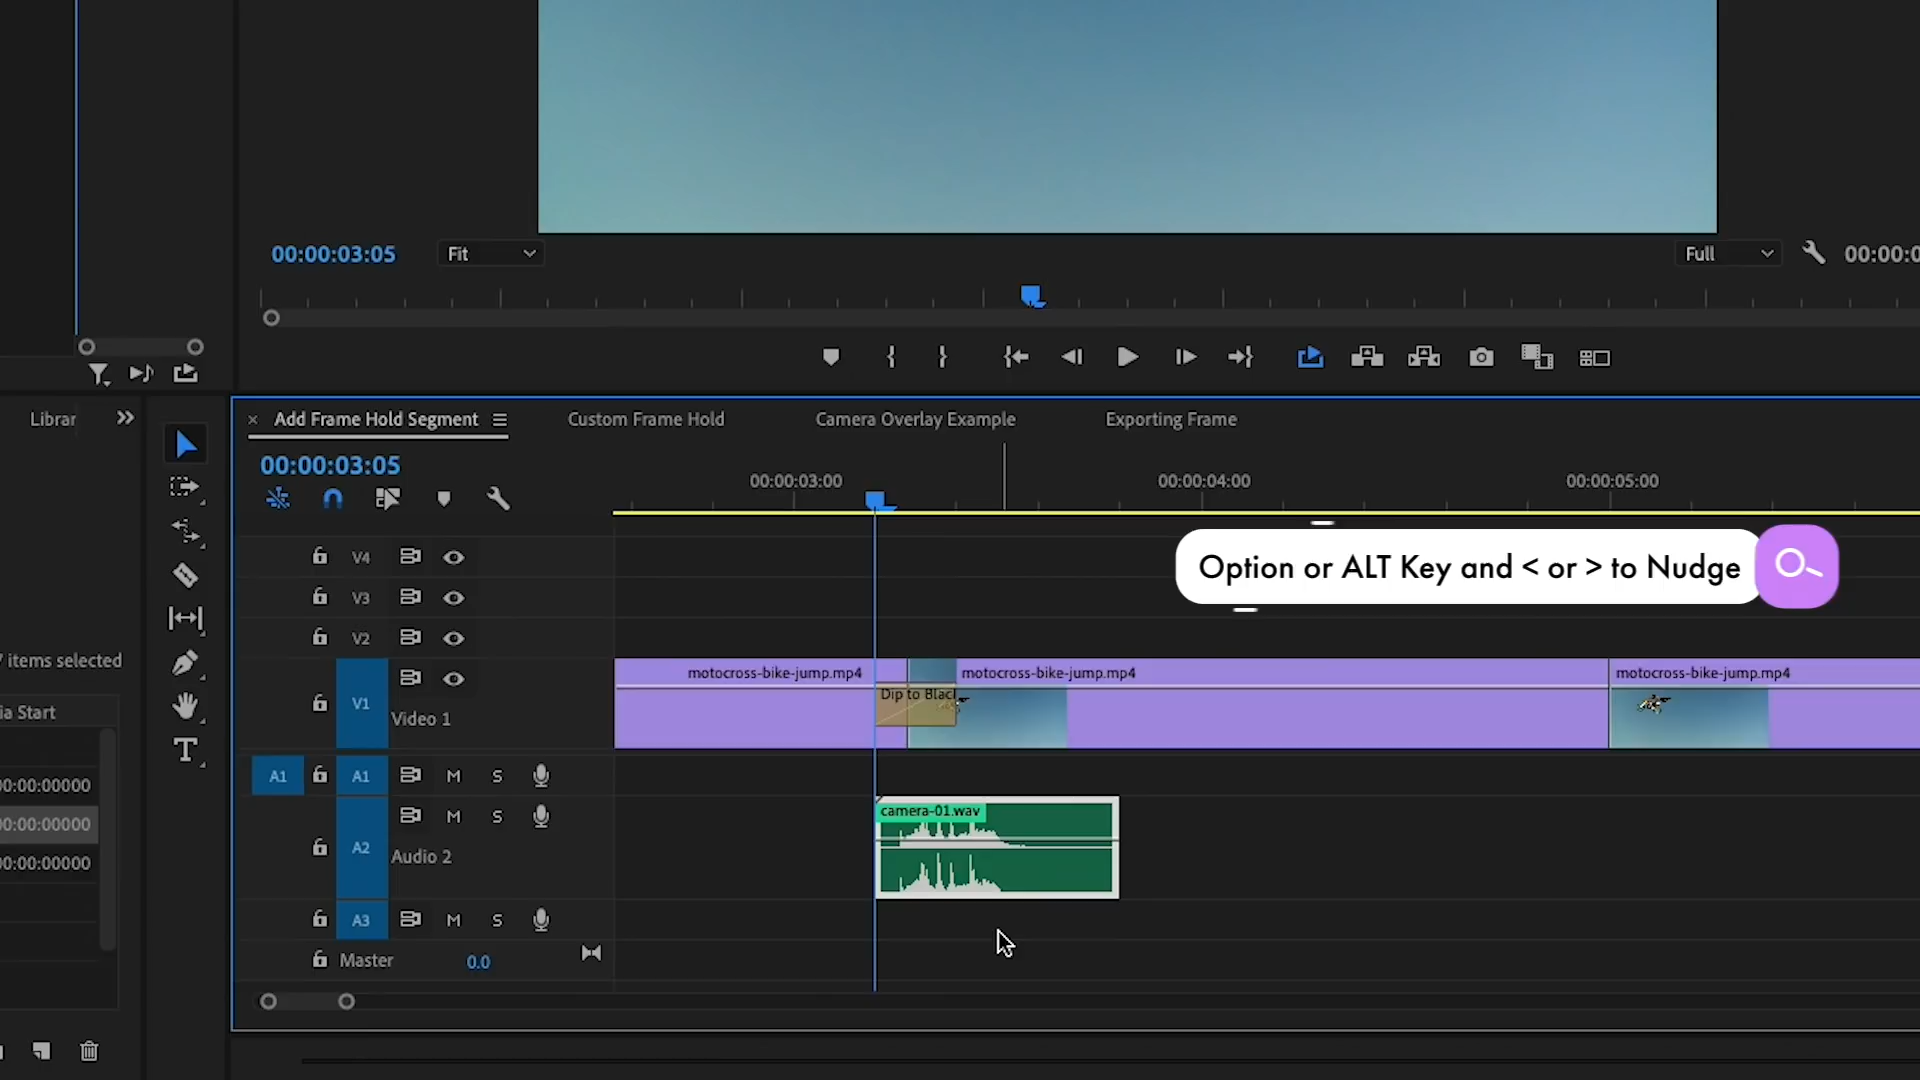 00:00:03:05
Fit
Full
Librar
Add Frame Hold Segment
Custom Frame Hold
Camera Overlay Example
Exporting Frame
00:00:03:05
00:00:03:00
00:00:04:00
00:00:05:00
V4
V3
V2
Option or ALT Key and < or > to Nudge
7 items selected
V1
Video 1
motocross-bike-jump.mp4
Dip to Blac
motocross-bike-jump.mp4
motocross-bike-jump.mp4
ia Start
00:00:00000
00:00:00000
00:00:00000
A1
A1
M
S
M
S
A2
Audio 2
camera-01.wav
A3
M
S
Master
0.0